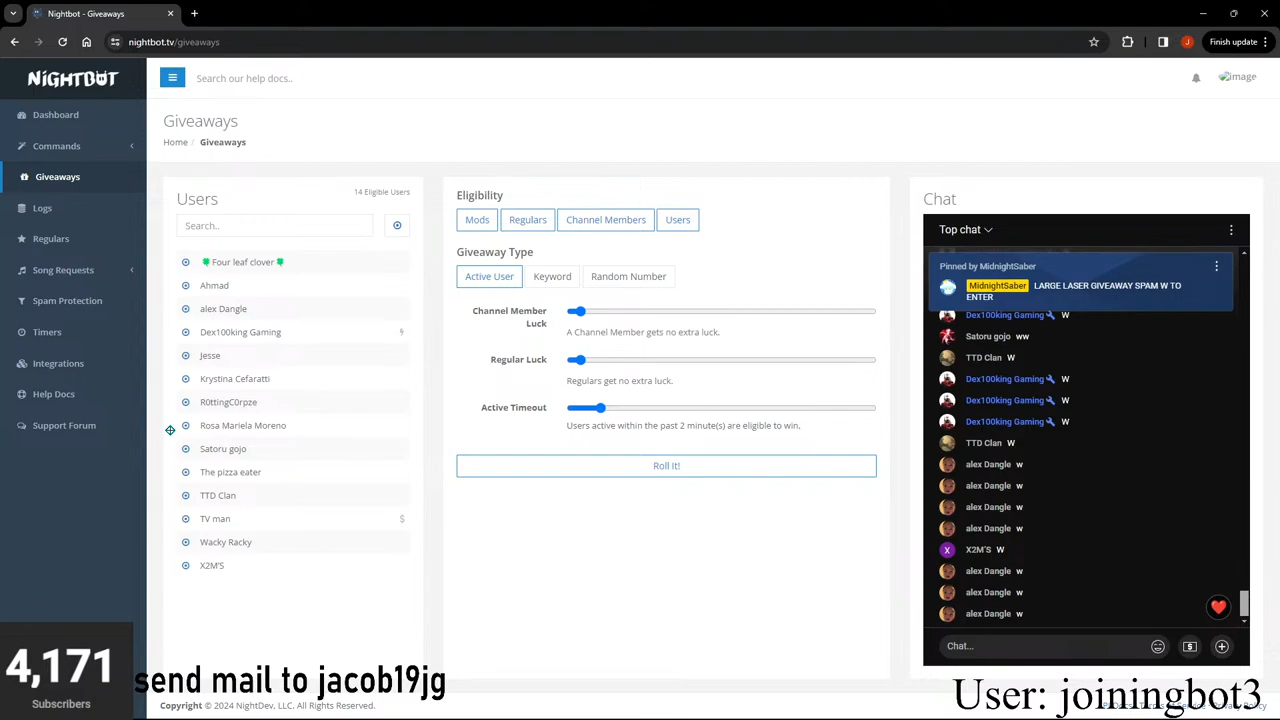 Nightbot - Giveaways
nightbot.tv/giveaways
J
Finish update
NiGHTBOT
Search our help docs..
image
Dashboard
Commands
Giveaways
Logs
Regulars
Song Requests
Spam Protection
Timers
Integrations
Help Docs
Support Forum
Giveaways
Home / Giveaways
Users
14 Eligible Users
Search..
Four leaf clover
Ahmad
alex Dangle
Dex100king Gaming
Jesse
Krystina Cefaratti
R0ttingC0rpze
Rosa Mariela Moreno
Satoru gojo
The pizza eater
TTD Clan
TV man $
Wacky Racky
X2M'S
Eligibility
Mods Regulars Channel Members Users
Giveaway Type
Active User Keyword Random Number
Channel Member
Luck
A Channel Member gets no extra luck.
Regular Luck
Regulars get no extra luck.
Active Timeout
Users active within the past 2 minute(s) are eligible to win.
Roll It!
Chat
Top chat
Pinned by MidnightSaber
MidnightSaber LARGE LASER GIVEAWAY SPAM W TO
ENTER
Dex100king Gaming W
Satoru gojo ww
TTD Clan W
Dex100king Gaming W
Dex100king Gaming W
Dex100king Gaming W
TTD Clan W
alex Dangle w
alex Dangle w
alex Dangle w
alex Dangle w
X X2M'S W
alex Dangle w
alex Dangle w
alex Dangle w
Chat...
4,171
Subscribers
send mail to jacob19jg
User: joiningbot3
Copyright © 2024 NightDev, LLC. All Rights Reserved.